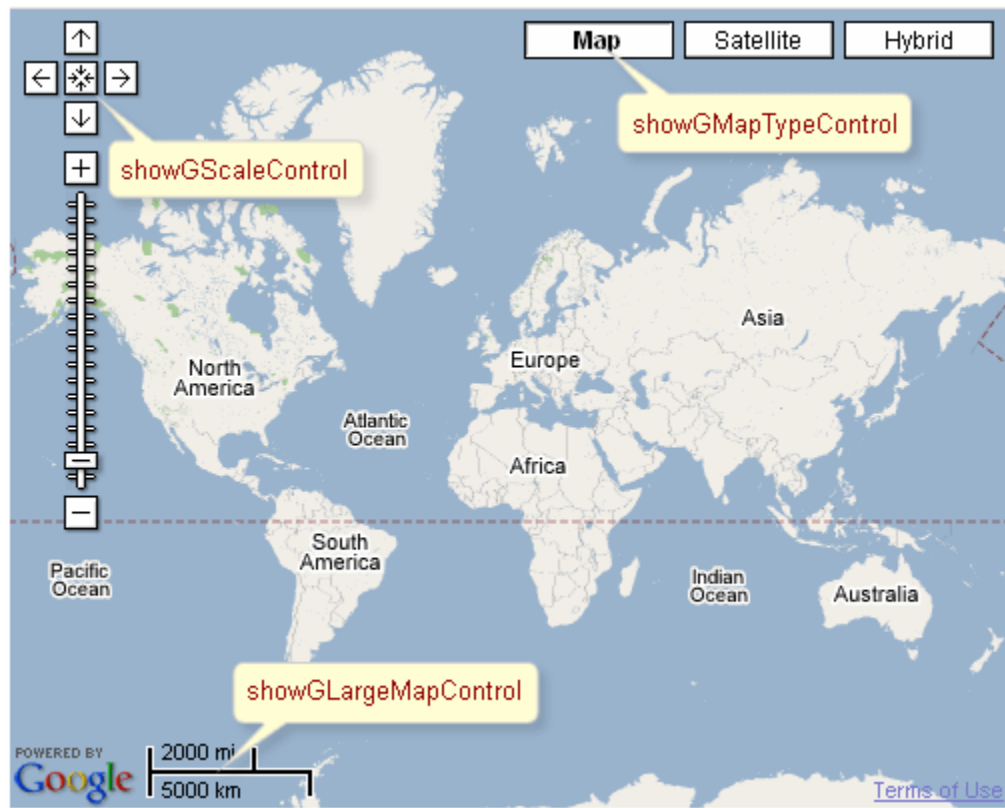 Map
Satellite
Hybrid
showGMapTypeControl
showGScaleControl
Asia
Europe
North
America
Atlantic
Ocean
Africa
South
America
Pacific
Ocean
Indian
Ocean
Australia
showGLargeMapControl
POWERED BY
Google
2000 mi
5000 km
Terms of Use